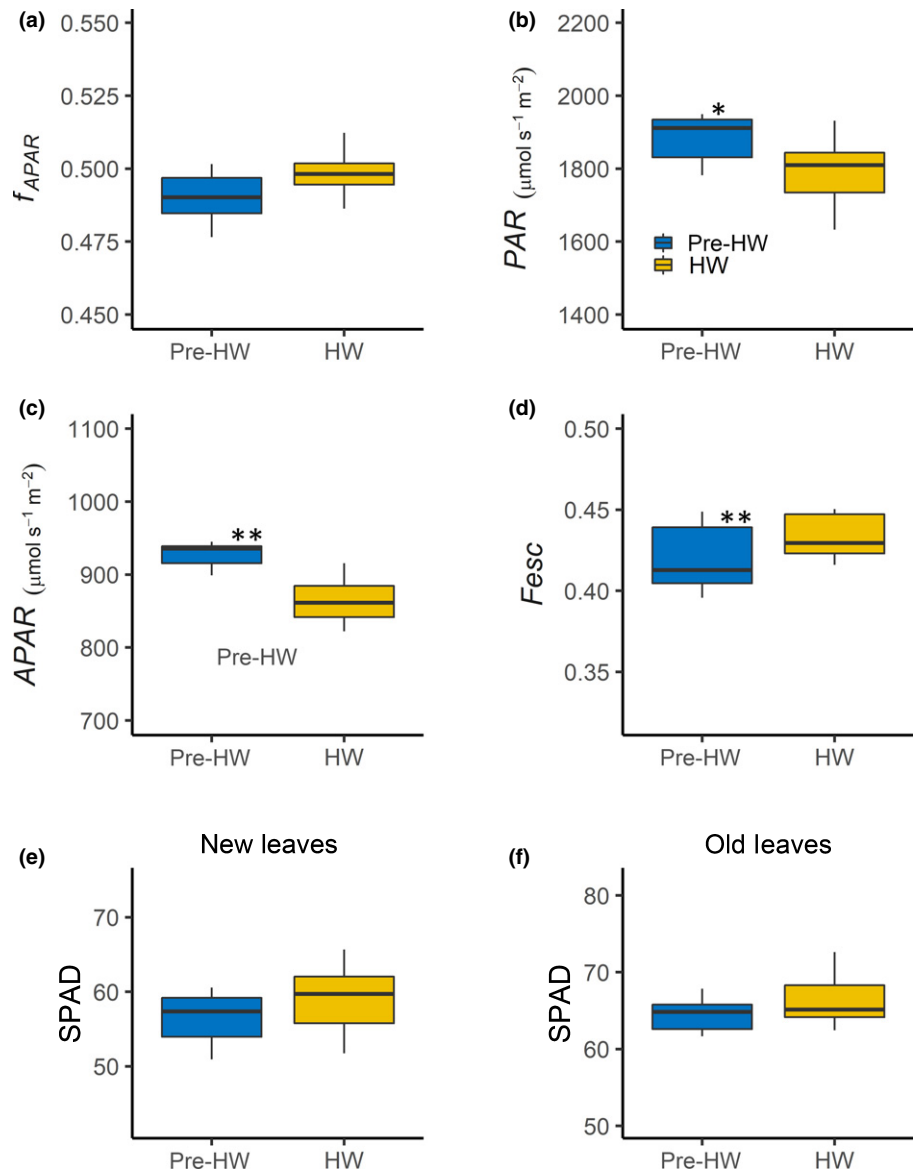 (a)
0.550
0.525
0.500
0.475
0.450
fAPAR
Pre-HW HW
(b)
2200
2000
1800
1600
1400
PAR (μmol s⁻¹ m⁻²)
*
Pre-HW
HW
Pre-HW HW
(c)
1100
1000
900
800
700
APAR (μmol s⁻¹ m⁻²)
**
Pre-HW
Pre-HW HW
(d)
0.50
0.45
0.40
0.35
Fesc
**
Pre-HW HW
(e)
New leaves
70
60
50
SPAD
Pre-HW HW
(f)
Old leaves
80
70
60
50
SPAD
Pre-HW HW